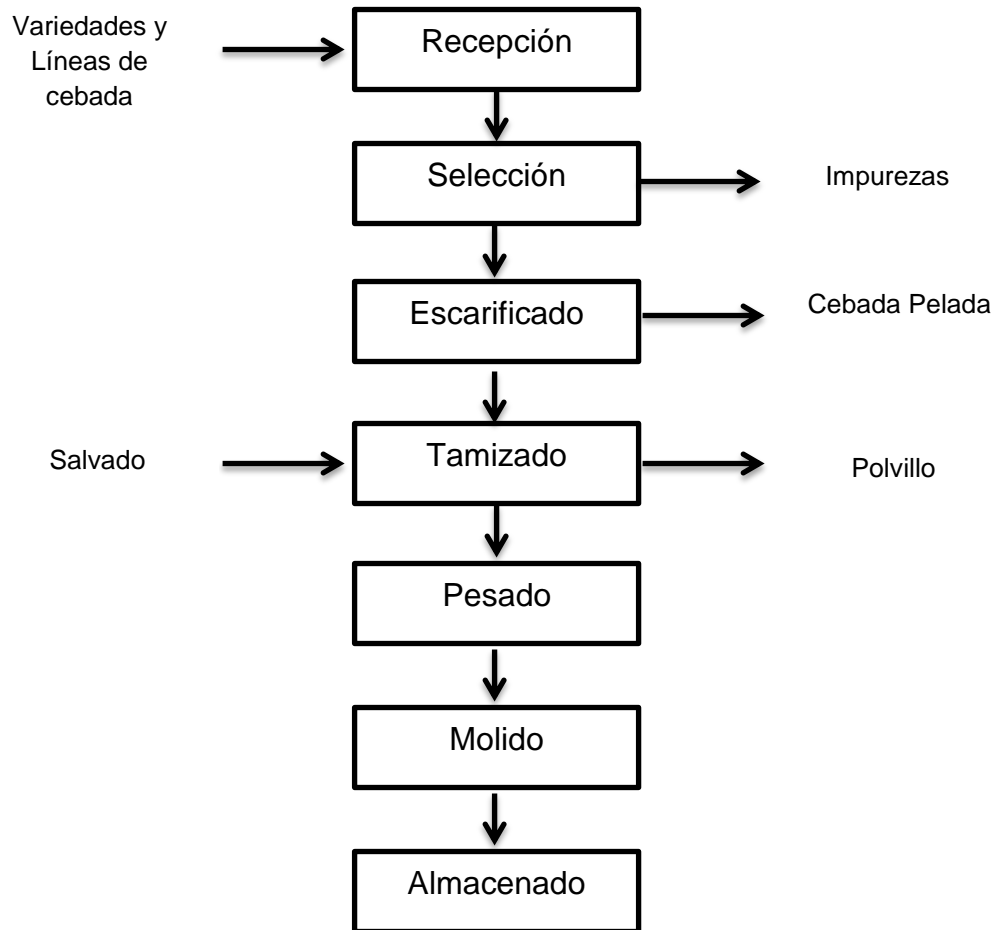 Variedades y
Líneas de
cebada
Recepción
Selección
Impurezas
Escarificado
Cebada Pelada
Salvado
Tamizado
Polvillo
Pesado
Molido
Almacenado